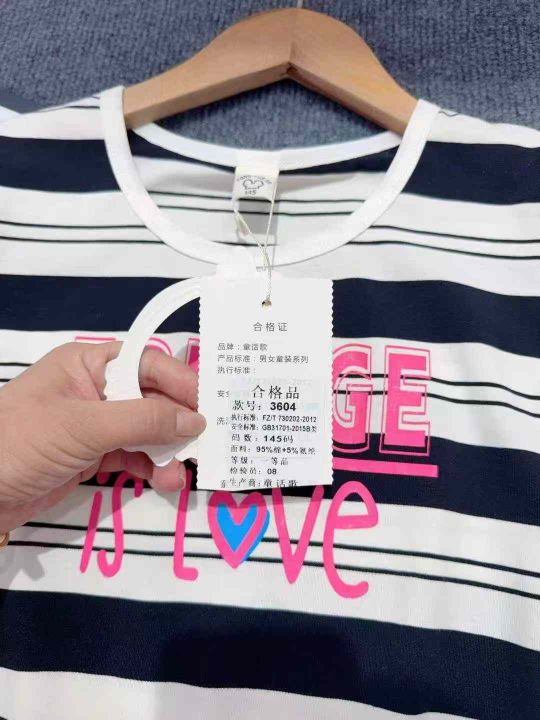 145
合格证
品牌：童话歌
产品标准：男女童装系列
执行标准：
合格品
款号：3604
执行标准：FZ/T 730202-2012
安全标准：GB31701-2015B类
码数：145码
面料：95%棉+5%氨纶
等级：一等品
检验员：08
生产商：童话歌
GE
is LOVE